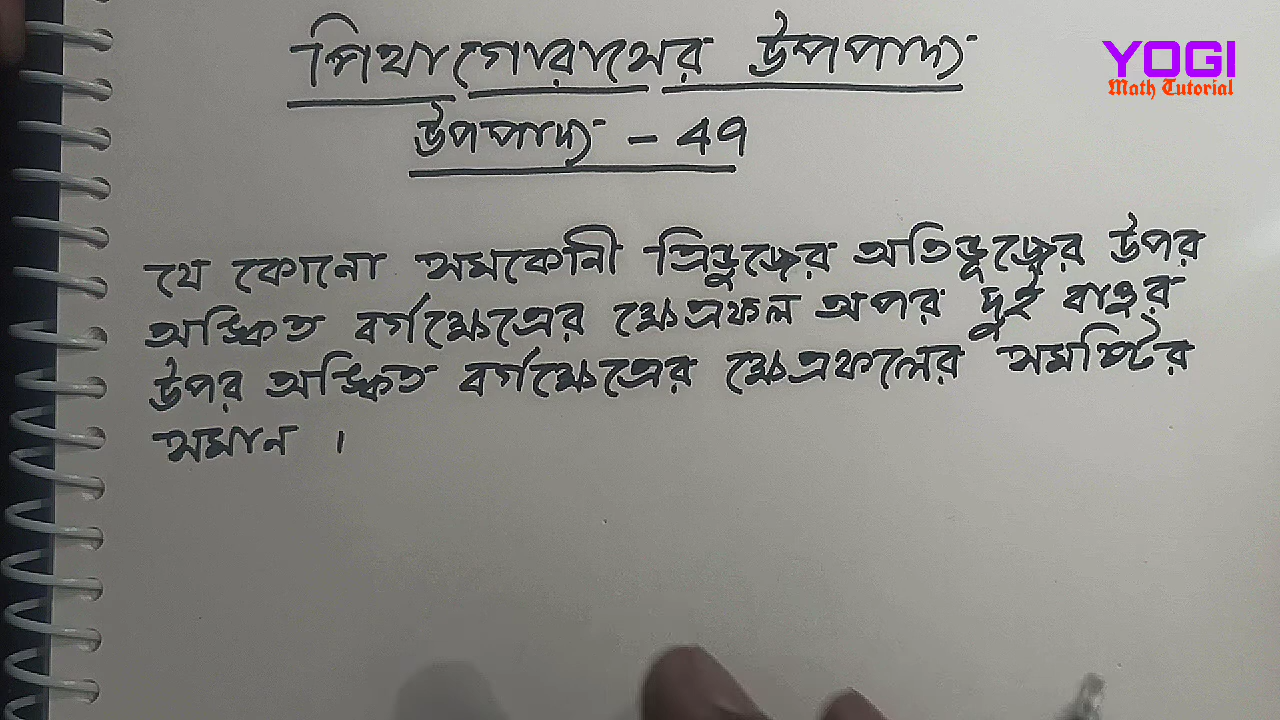 পিথাগোরাসের উপপাদ্য
YOGI
Math Tutorial
উপপাদ্য - 49
যে কোনো সমকোনী ত্রিভুজের অতিভূজের উপর
অঙ্কিত বর্গক্ষেত্রের ক্ষেত্রফল অপর দুই বাহুর
উপর অঙ্কিত বর্গক্ষেত্রের ক্ষেত্রফলের সমষ্টির
সমান ।